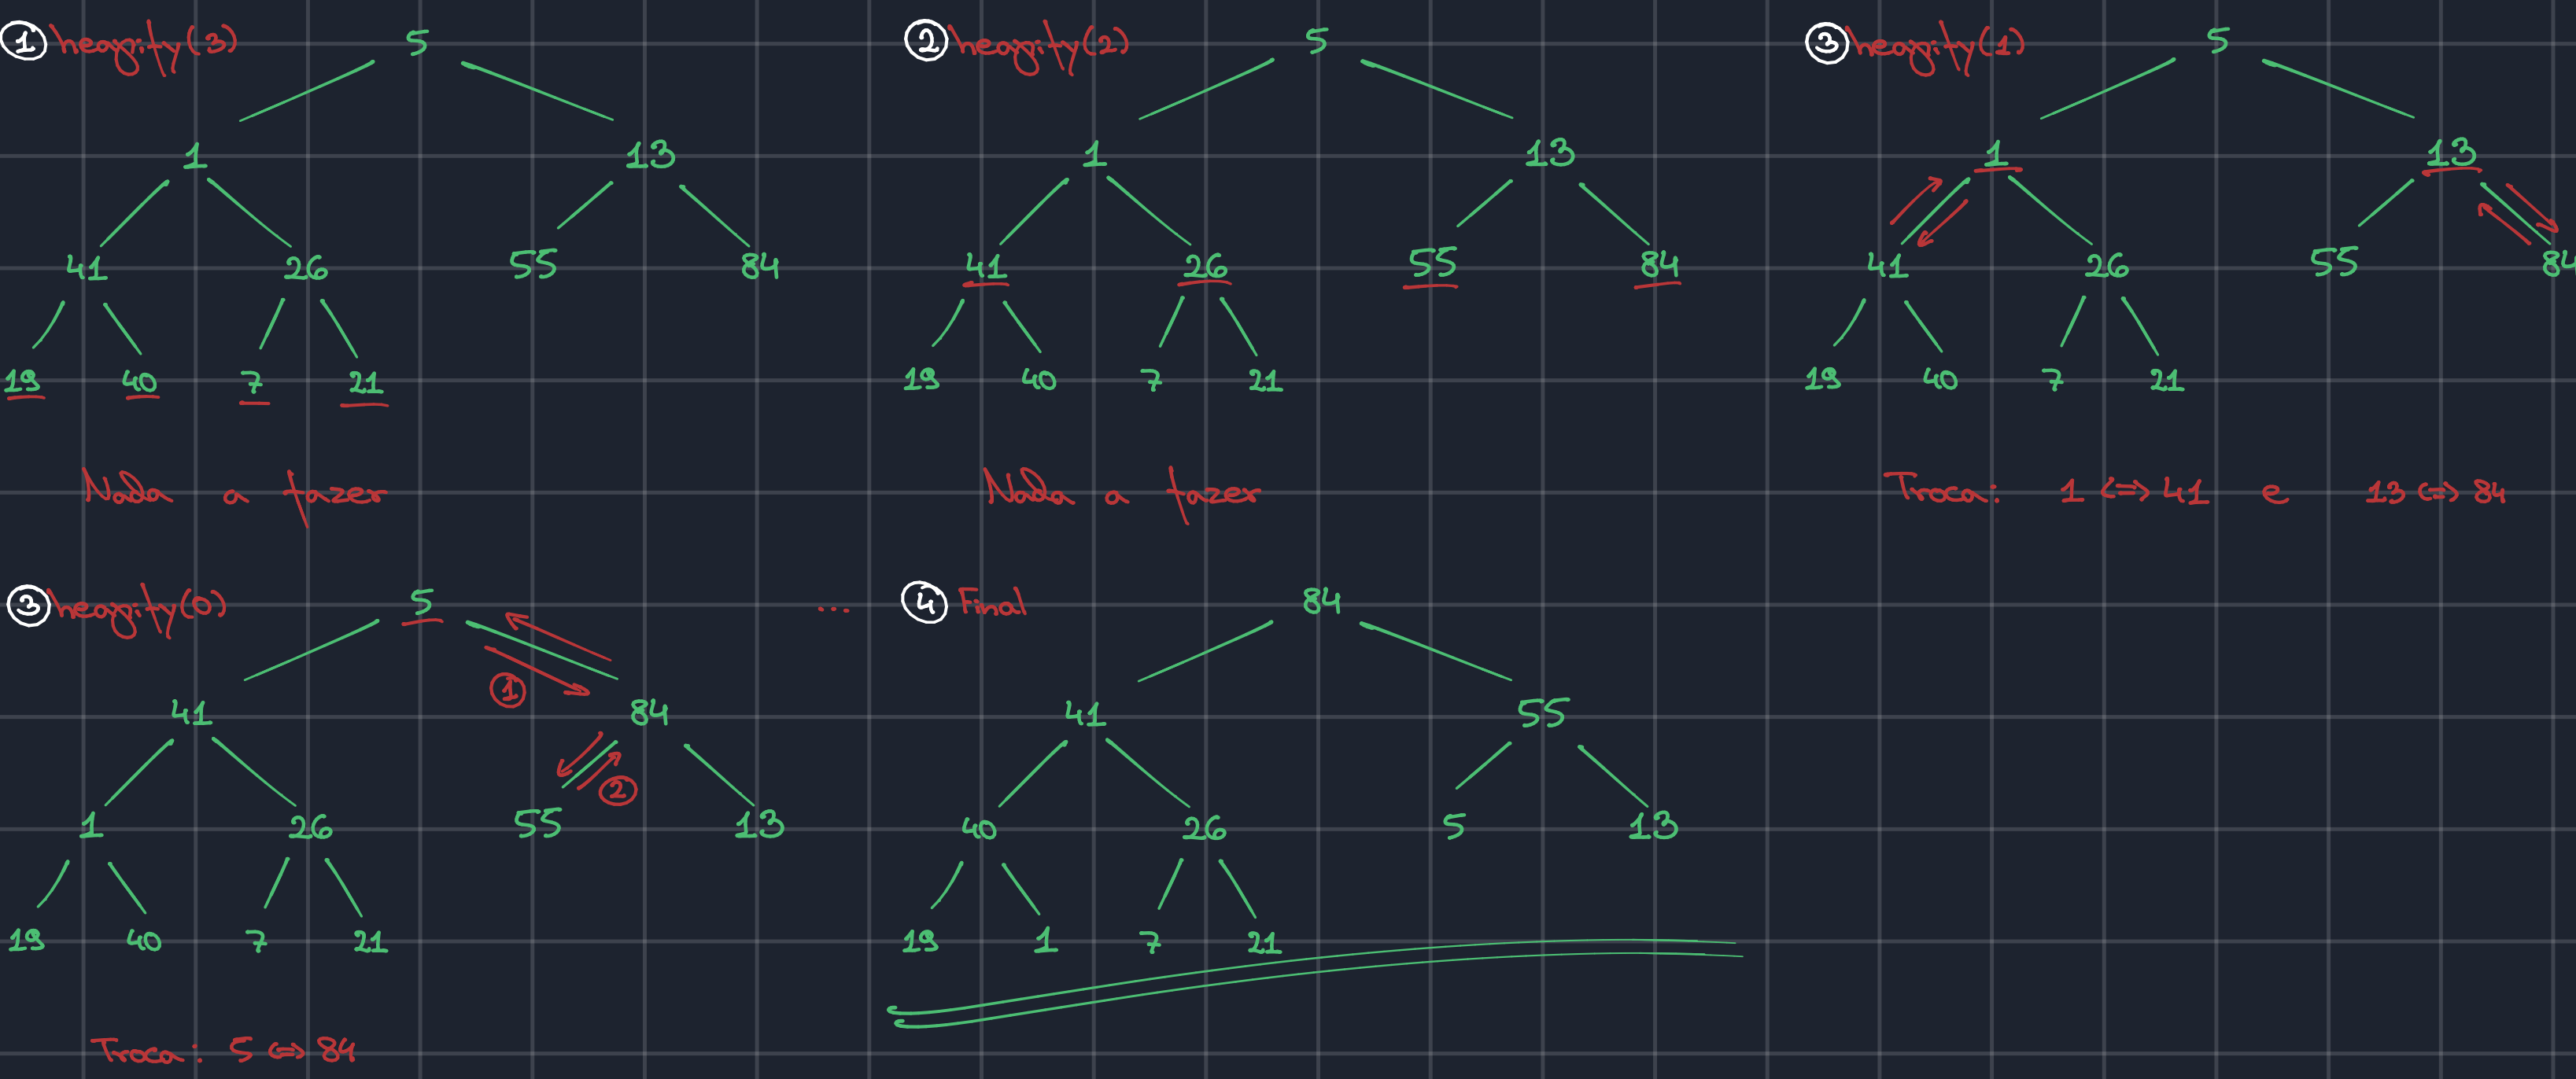 ① heapify(3)
5
1 13
41 26 55 84
19 40 7 21
Nada a fazer
② heapify(2)
5
1 13
41 26 55 84
19 40 7 21
Nada a fazer
③ heapify(1)
5
1 13
41 26 55 84
19 40 7 21
Troca: 1 <=> 41 e 13 <=> 84
③ heapify(0)
5
①
41 84
②
1 26 55 13
19 40 7 21
Troca: 5 <=> 84
...
④ Final
84
41 55
40 26 5 13
19 1 7 21